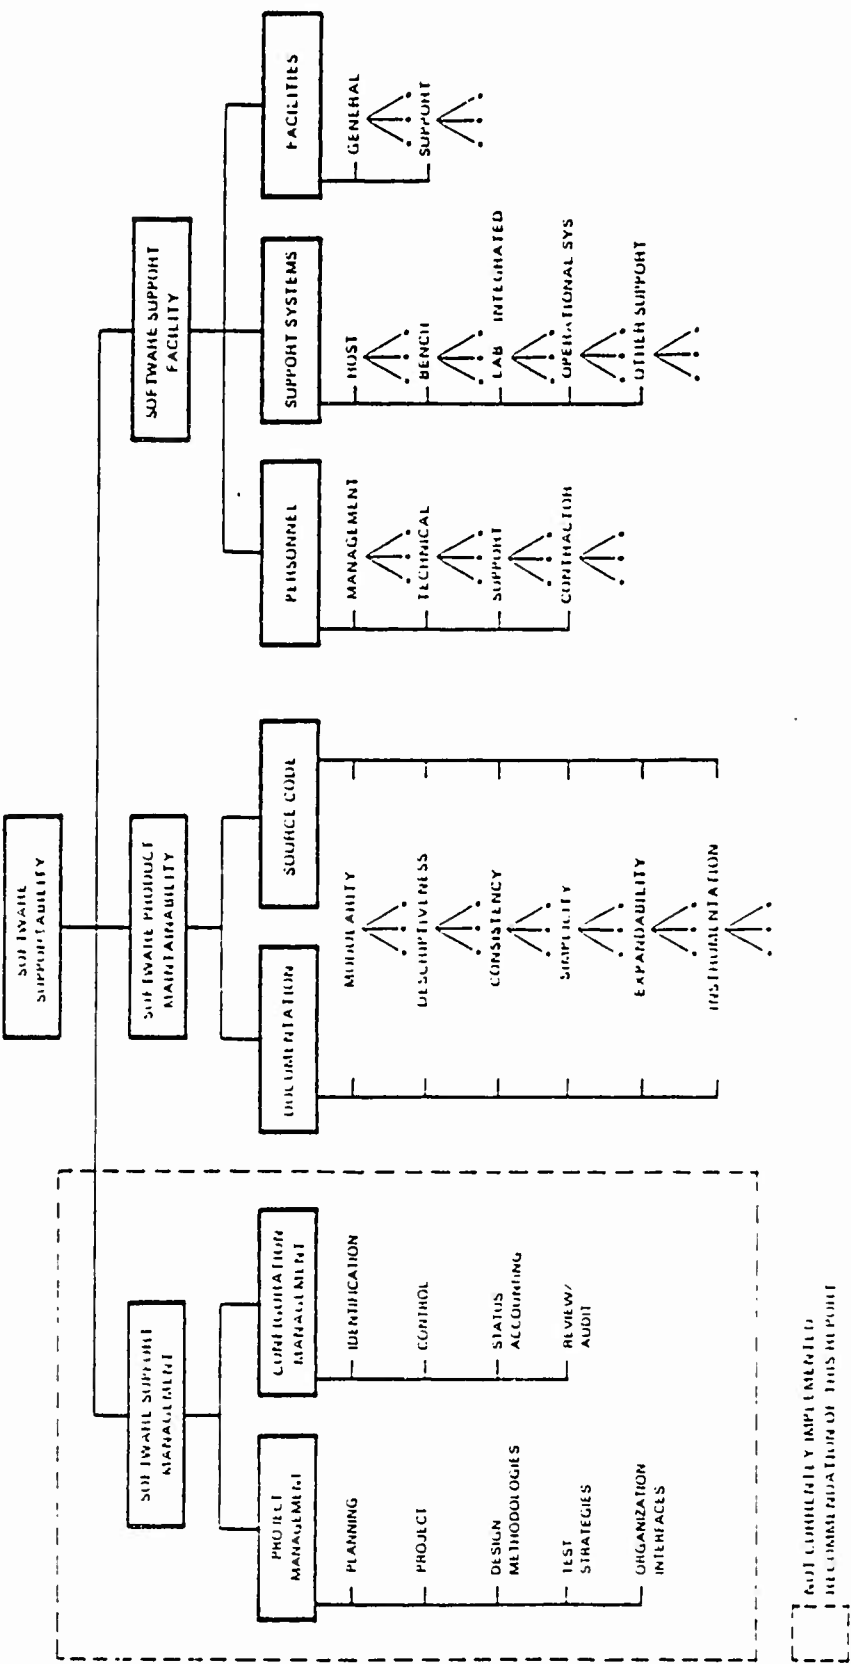 SOFTWARE
SUPPORTABILITY
SOFTWARE SUPPORT
MANAGEMENT
SOFTWARE PRODUCT
MAINTAINABILITY
SOFTWARE SUPPORT
FACILITY
PROJECT
MANAGEMENT
CONFIGURATION
MANAGEMENT
DOCUMENTATION
SOURCE CODE
PERSONNEL
SUPPORT SYSTEMS
FACILITIES
PLANNING
PROJECT
DESIGN
METHODOLOGIES
TEST
STRATEGIES
ORGANIZATION
INTERFACES
IDENTIFICATION
CONTROL
STATUS
ACCOUNTING
REVIEW/
AUDIT
MODULARITY
DESCRIPTIVENESS
CONSISTENCY
SIMPLICITY
EXPANDABILITY
INSTRUMENTATION
MANAGEMENT
TECHNICAL
SUPPORT
CONTRACTOR
HOST
BENCH
LAB INTEGRATED
OPERATIONAL SYS
OTHER SUPPORT
GENERAL
SUPPORT
NOT CURRENTLY IMPLEMENTED
RECOMMENDATION OF THIS REPORT